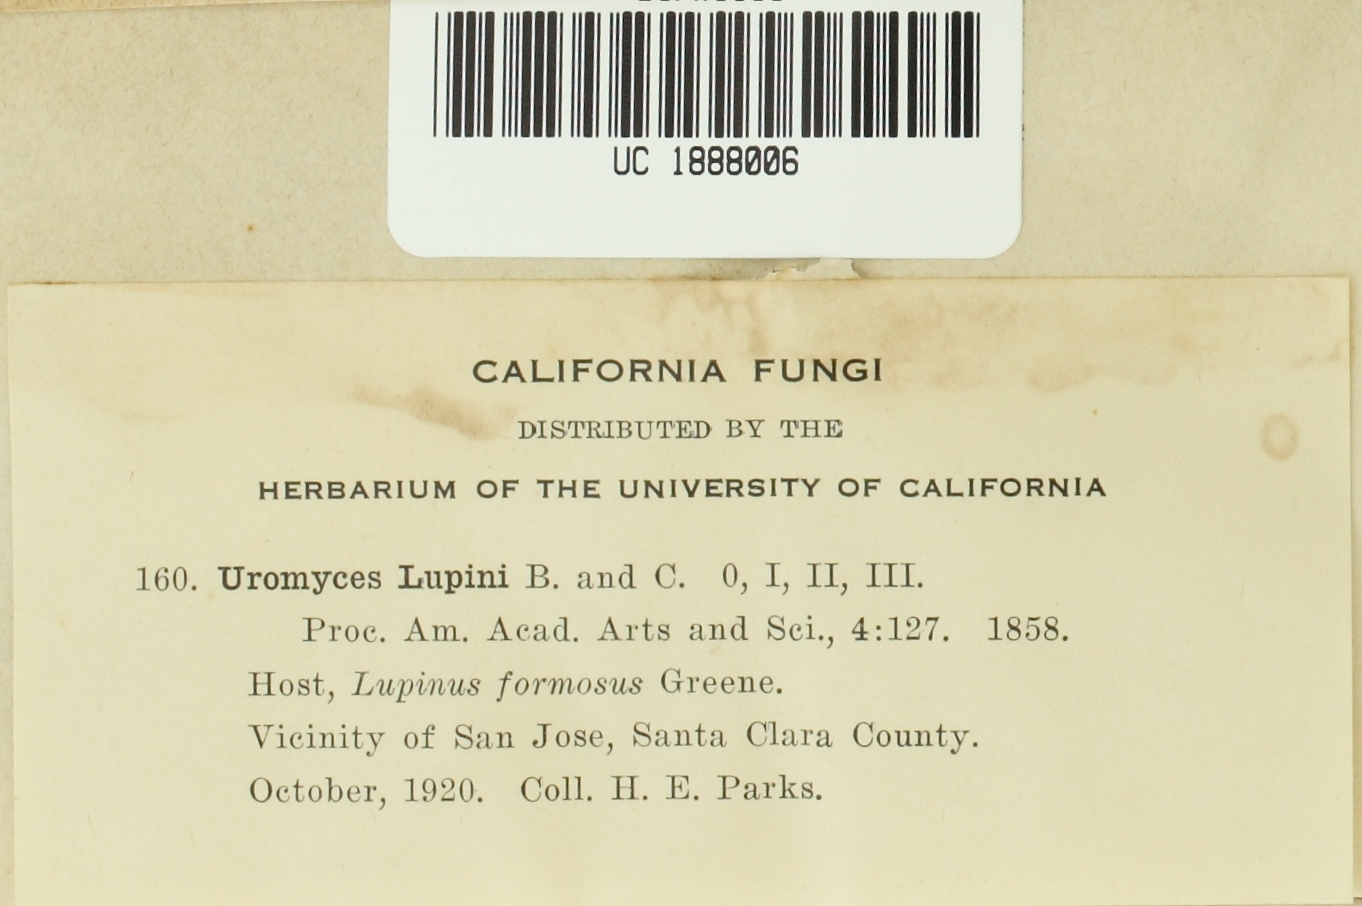 UC 1888006
CALIFORNIA FUNGI
DISTRIBUTED BY THE
HERBARIUM OF THE UNIVERSITY OF CALIFORNIA
160. Uromyces Lupini B. and C. 0, I, II, III.
Proc. Am. Acad. Arts and Sci., 4:127. 1858.
Host, Lupinus formosus Greene.
Vicinity of San Jose, Santa Clara County.
October, 1920. Coll. H. E. Parks.